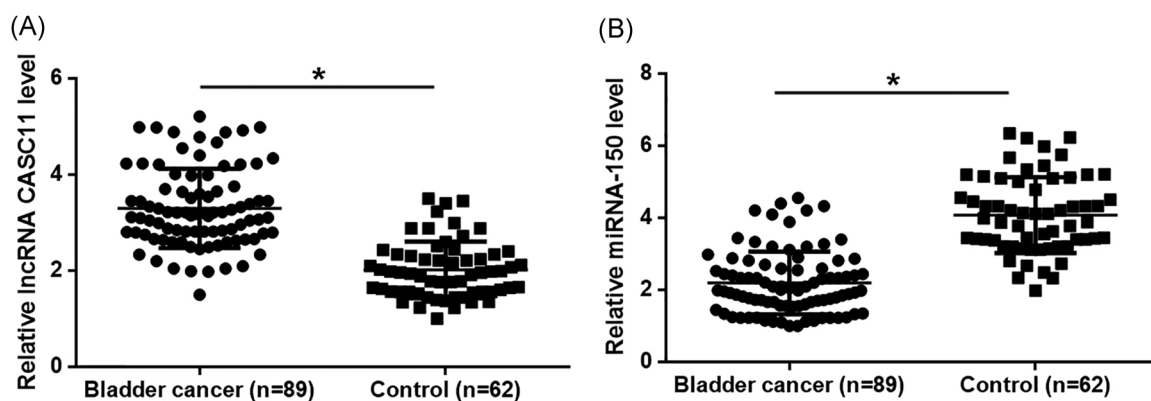 (A)
Relative lncRNA CASC11 level
6
4
2
0
*
Bladder cancer (n=89)
Control (n=62)
(B)
Relative miRNA-150 level
8
6
4
2
0
*
Bladder cancer (n=89)
Control (n=62)